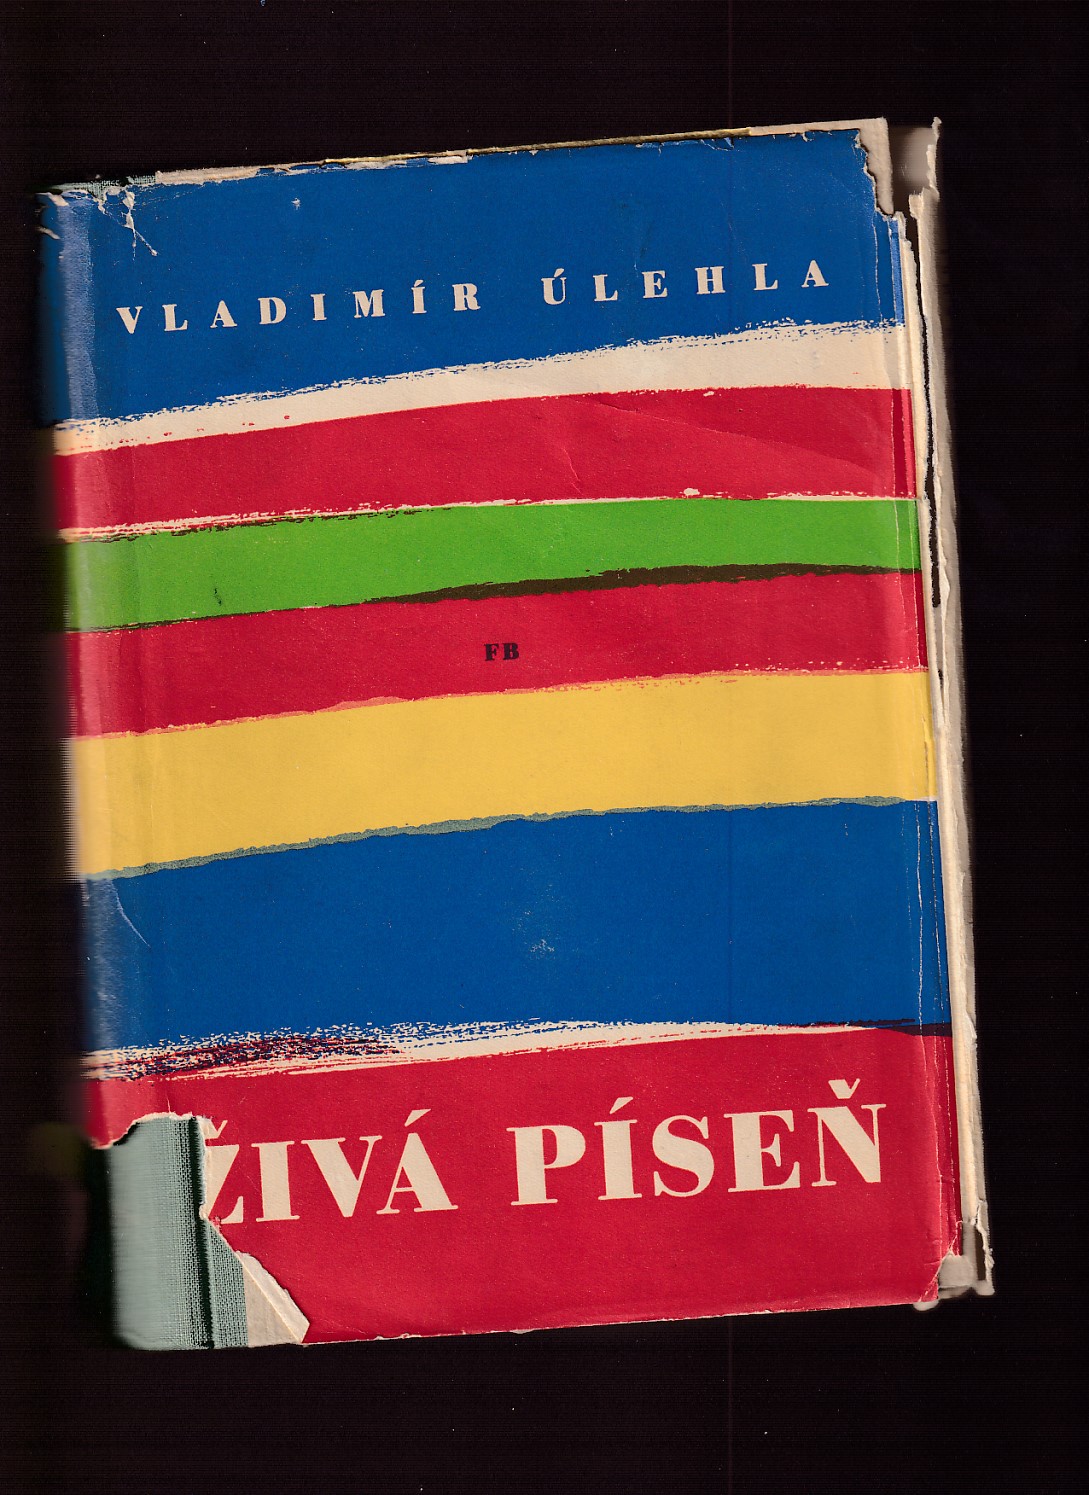 VLADIMÍR ÚLEHLA
FB
ŽIVÁ PÍSEŇ